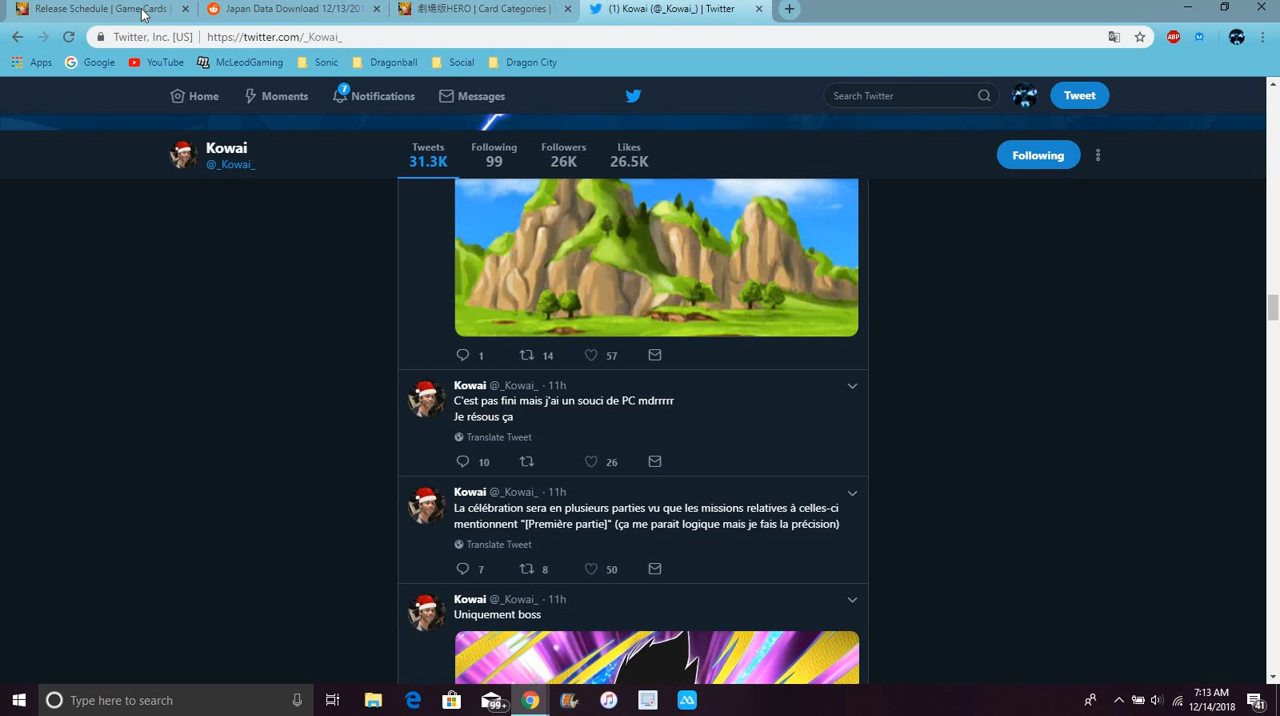 Release Schedule | GameCards
Japan Data Download 12/13/201
劇場版HERO | Card Categories |
(1) Kowai (@_Kowai_) | Twitter
Twitter, Inc. [US] | https://twitter.com/_Kowai_
ABP
Apps Google YouTube McLeodGaming Sonic Dragonball Social Dragon City
Home Moments 7 Notifications Messages Search Twitter Tweet
Kowai
@_Kowai_
Tweets Following Followers Likes
31.3K 99 26K 26.5K
Following
1 14 57
Kowai @_Kowai_ · 11h
C'est pas fini mais j'ai un souci de PC mdrrrrr
Je résous ça
Translate Tweet
10 26
Kowai @_Kowai_ · 11h
La célébration sera en plusieurs parties vu que les missions relatives à celles-ci
mentionnent "[Première partie]" (ça me parait logique mais je fais la précision)
Translate Tweet
7 8 50
Kowai @_Kowai_ · 11h
Uniquement boss
Type here to search
99+
7:13 AM
12/14/2018
41